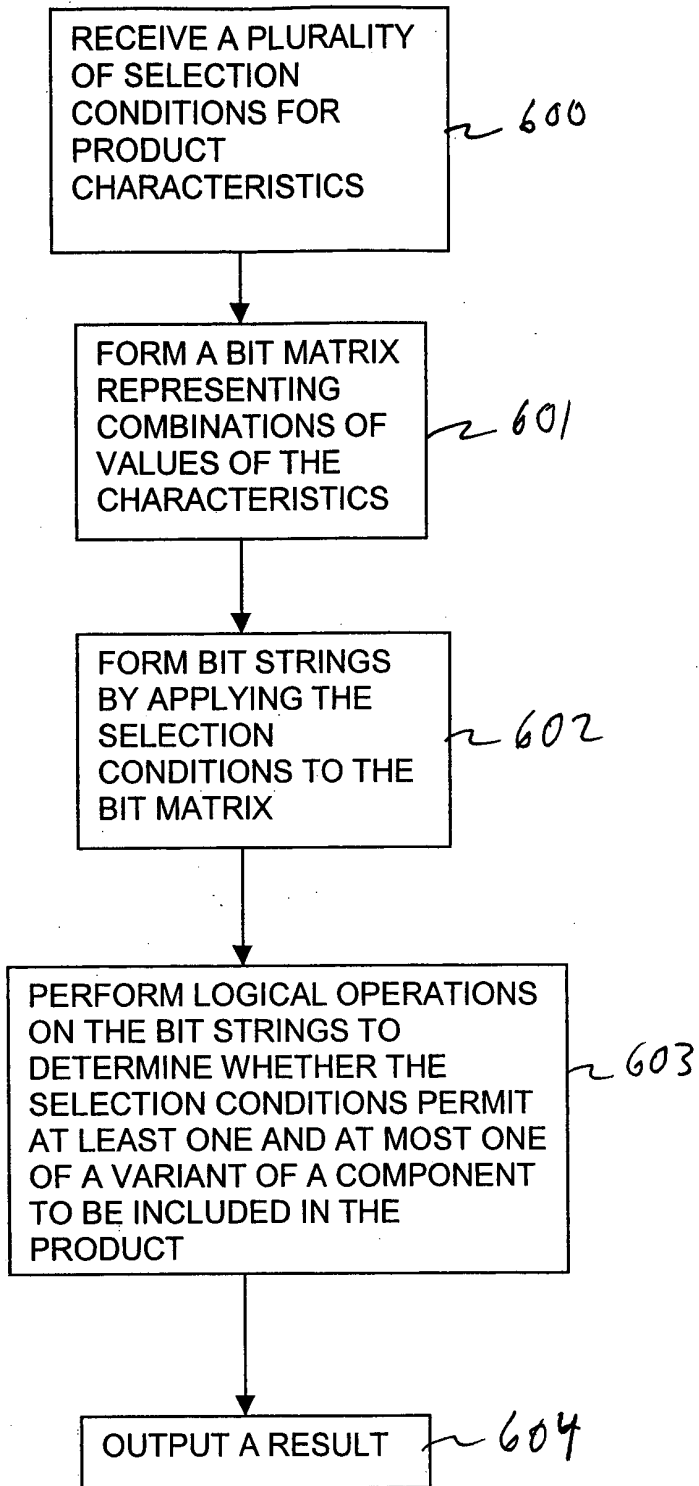 RECEIVE A PLURALITY
OF SELECTION
CONDITIONS FOR
PRODUCT
CHARACTERISTICS
600
FORM A BIT MATRIX
REPRESENTING
COMBINATIONS OF
VALUES OF THE
CHARACTERISTICS
601
FORM BIT STRINGS
BY APPLYING THE
SELECTION
CONDITIONS TO THE
BIT MATRIX
602
PERFORM LOGICAL OPERATIONS
ON THE BIT STRINGS TO
DETERMINE WHETHER THE
SELECTION CONDITIONS PERMIT
AT LEAST ONE AND AT MOST ONE
OF A VARIANT OF A COMPONENT
TO BE INCLUDED IN THE
PRODUCT
603
OUTPUT A RESULT
604